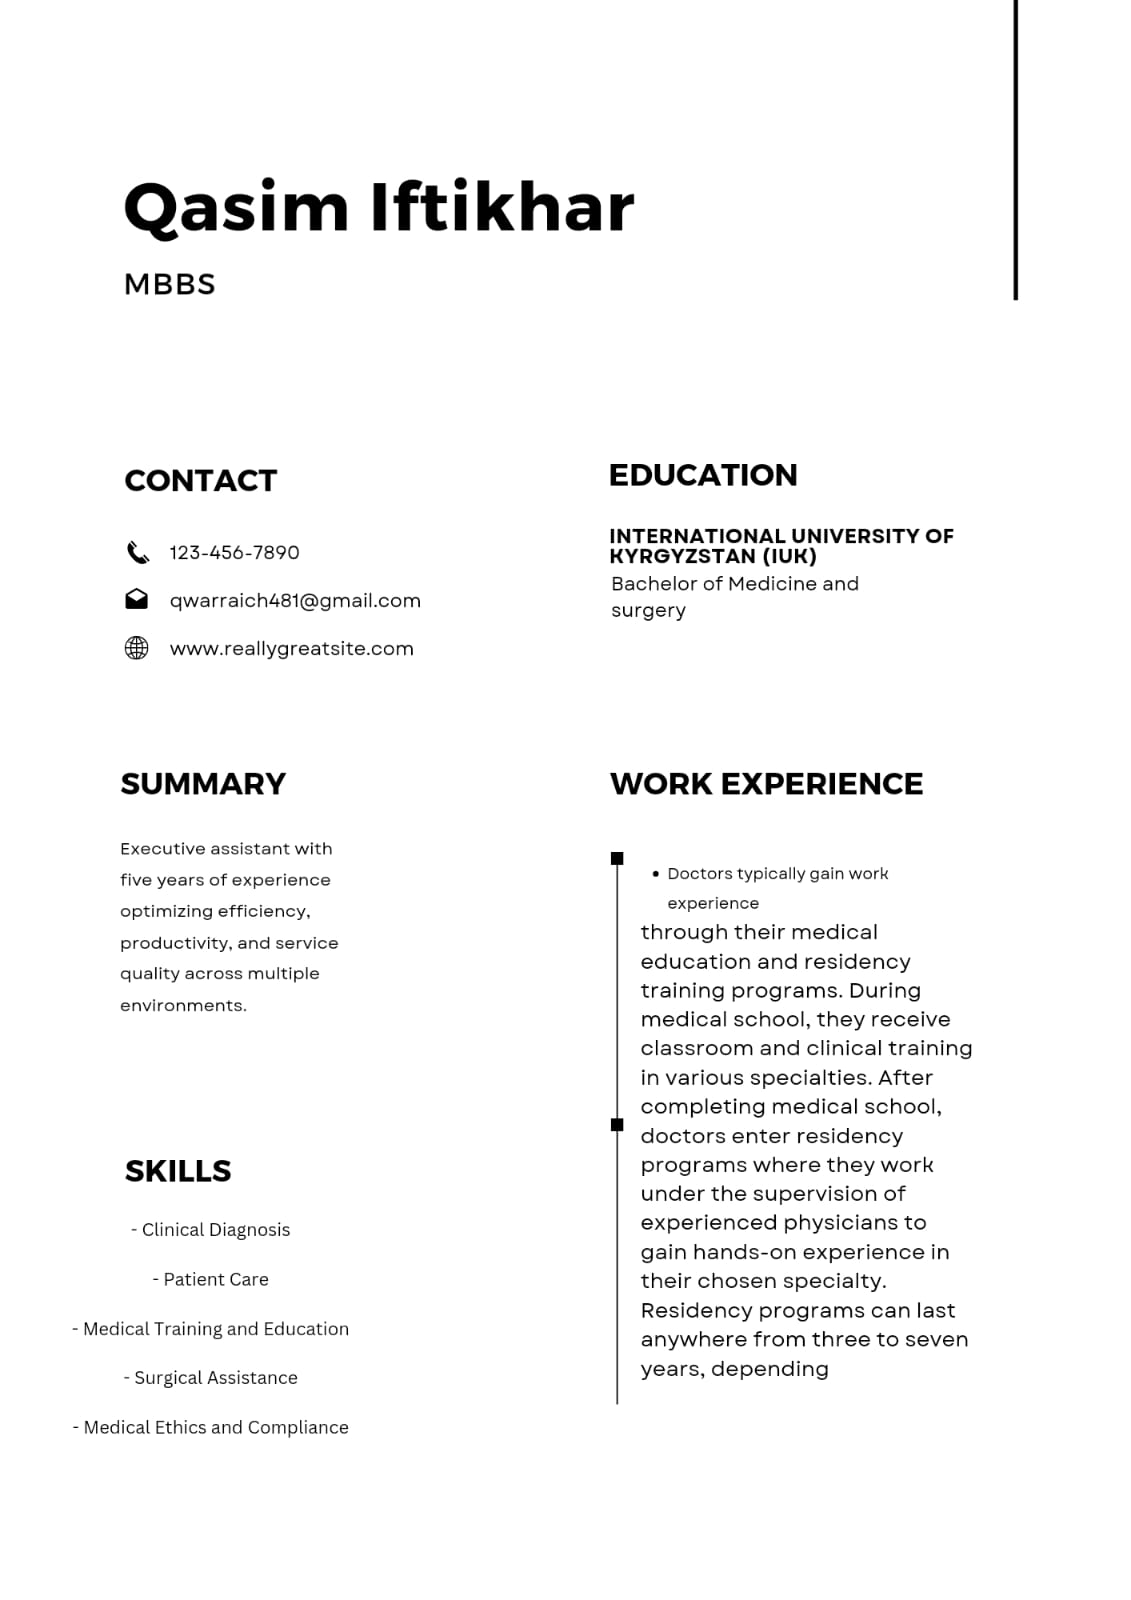 Qasim Iftikhar
MBBS
CONTACT
123-456-7890
qwarraich481@gmail.com
www.reallygreatsite.com
EDUCATION
INTERNATIONAL UNIVERSITY OF
KYRGYZSTAN (IUK)
Bachelor of Medicine and
surgery
SUMMARY
Executive assistant with
five years of experience
optimizing efficiency,
productivity, and service
quality across multiple
environments.
SKILLS
- Clinical Diagnosis
- Patient Care
- Medical Training and Education
- Surgical Assistance
- Medical Ethics and Compliance
WORK EXPERIENCE
• Doctors typically gain work
experience
through their medical
education and residency
training programs. During
medical school, they receive
classroom and clinical training
in various specialties. After
completing medical school,
doctors enter residency
programs where they work
under the supervision of
experienced physicians to
gain hands-on experience in
their chosen specialty.
Residency programs can last
anywhere from three to seven
years, depending